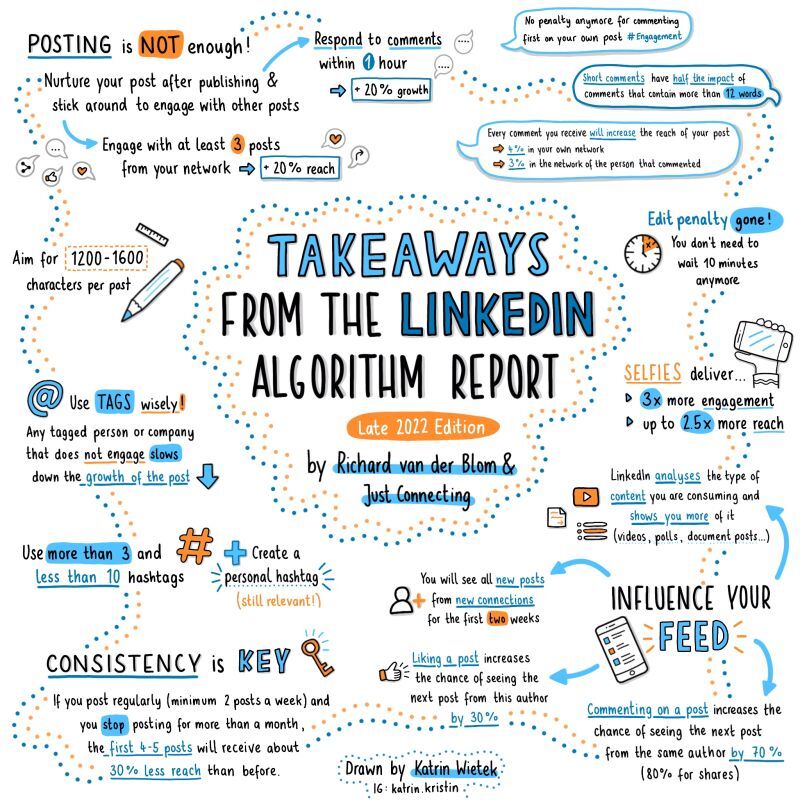 POSTING is NOT enough!
Nurture your post after publishing &
stick around to engage with other posts
Respond to comments
within 1 hour
+ 20% growth
Engage with at least 3 posts
from your network
+ 20% reach
No penalty anymore for commenting
first on your own post #Engagement
Short comments have half the impact of
comments that contain more than 12 words
Every comment you receive will increase the reach of your post
4% in your own network
3% in the network of the person that commented
Aim for 1200-1600
characters per post
Edit penalty gone!
You don't need to
wait 10 minutes
anymore
TAKEAWAYS
FROM THE LINKEDIN
ALGORITHM REPORT
Late 2022 Edition
by Richard van der Blom &
Just Connecting
SELFIES deliver...
3x more engagement
up to 2.5x more reach
@ Use TAGS wisely!
Any tagged person or company
that does not engage slows
down the growth of the post
LinkedIn analyses the type of
content you are consuming and
shows you more of it
(videos, polls, document posts...)
Use more than 3 and
less than 10 hashtags
#
+ Create a
personal hashtag
(still relevant!)
You will see all new posts
from new connections
for the first two weeks
INFLUENCE YOUR
FEED
Liking a post increases
the chance of seeing the
next post from this author
by 30%
Commenting on a post increases the
chance of seeing the next post
from the same author by 70%
(80% for shares)
CONSISTENCY is KEY
If you post regularly (minimum 2 posts a week) and
you stop posting for more than a month,
the first 4-5 posts will receive about
30% less reach than before.
Drawn by Katrin Wietek
IG: katrin.kristin